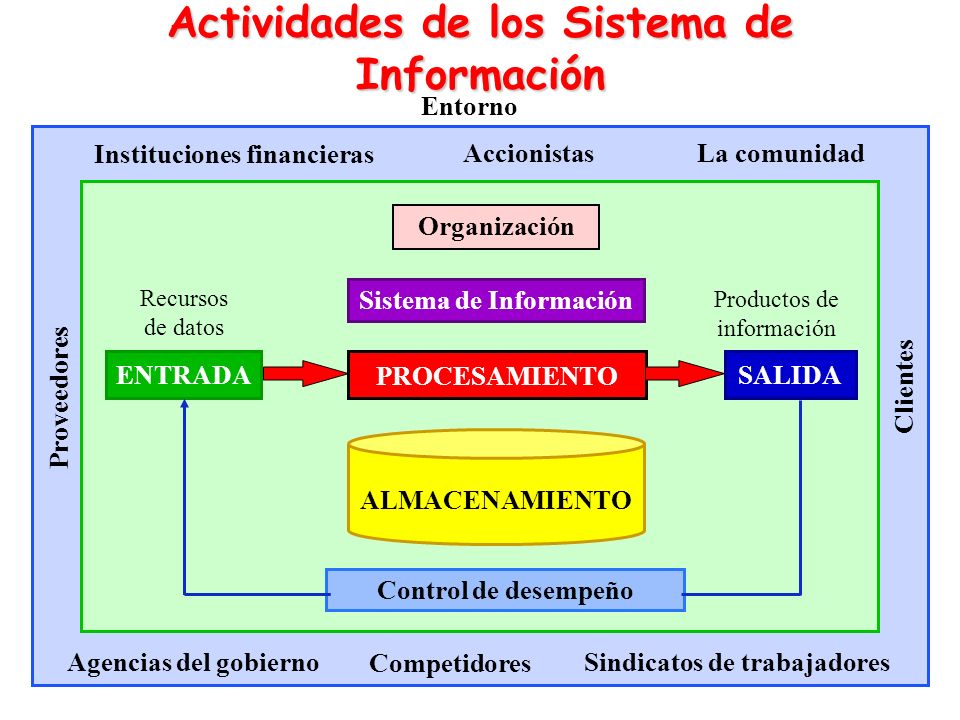 Actividades de los Sistema de
Información
Entorno
Instituciones financieras
Accionistas
La comunidad
Organización
Recursos
de datos
Sistema de Información
Productos de
información
Proveedores
ENTRADA
PROCESAMIENTO
SALIDA
Clientes
ALMACENAMIENTO
Control de desempeño
Agencias del gobierno
Competidores
Sindicatos de trabajadores